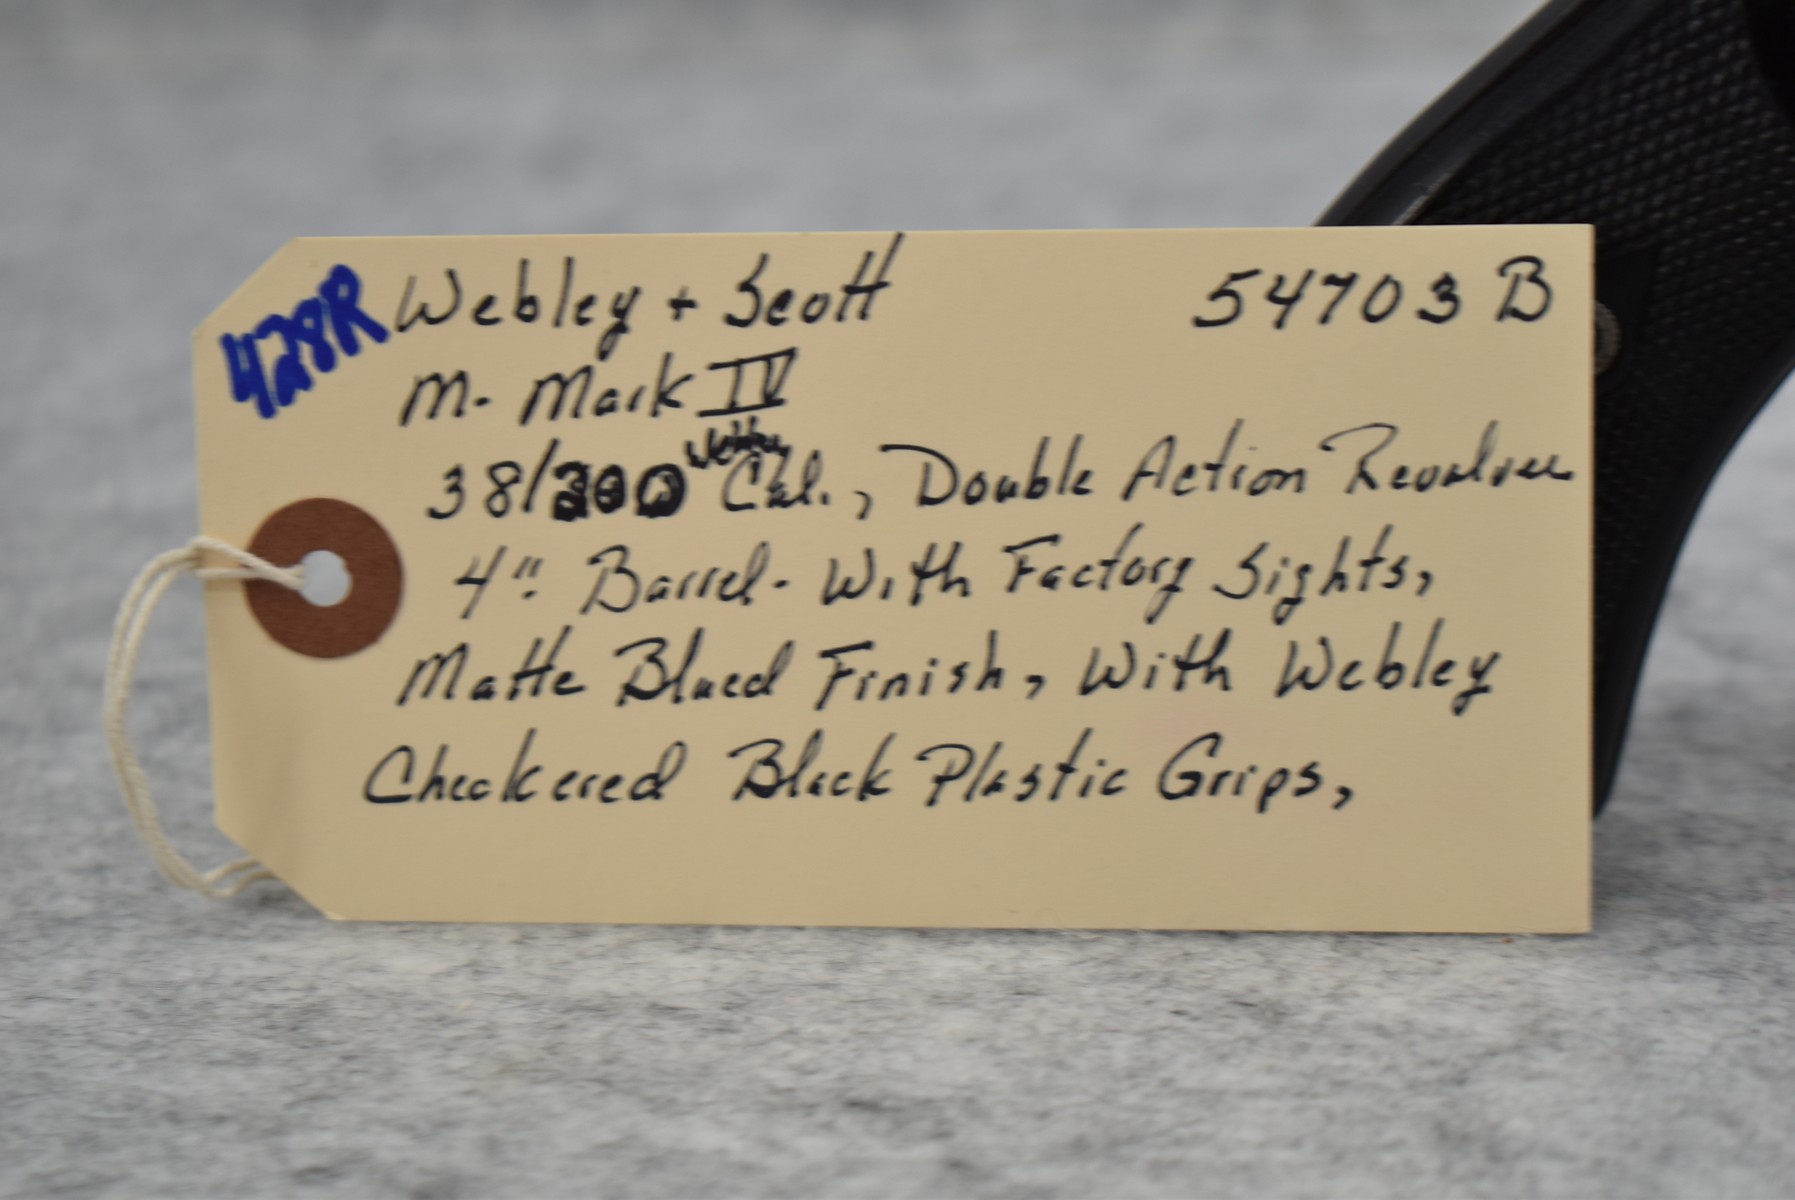 428R Webley + Scott 54703 B
M. Mark IV
Webley
38/200 Cal., Double Action Revolver
4" Barrel. With Factory Sights,
Matte Blued Finish, With Webley
Checkered Black Plastic Grips,